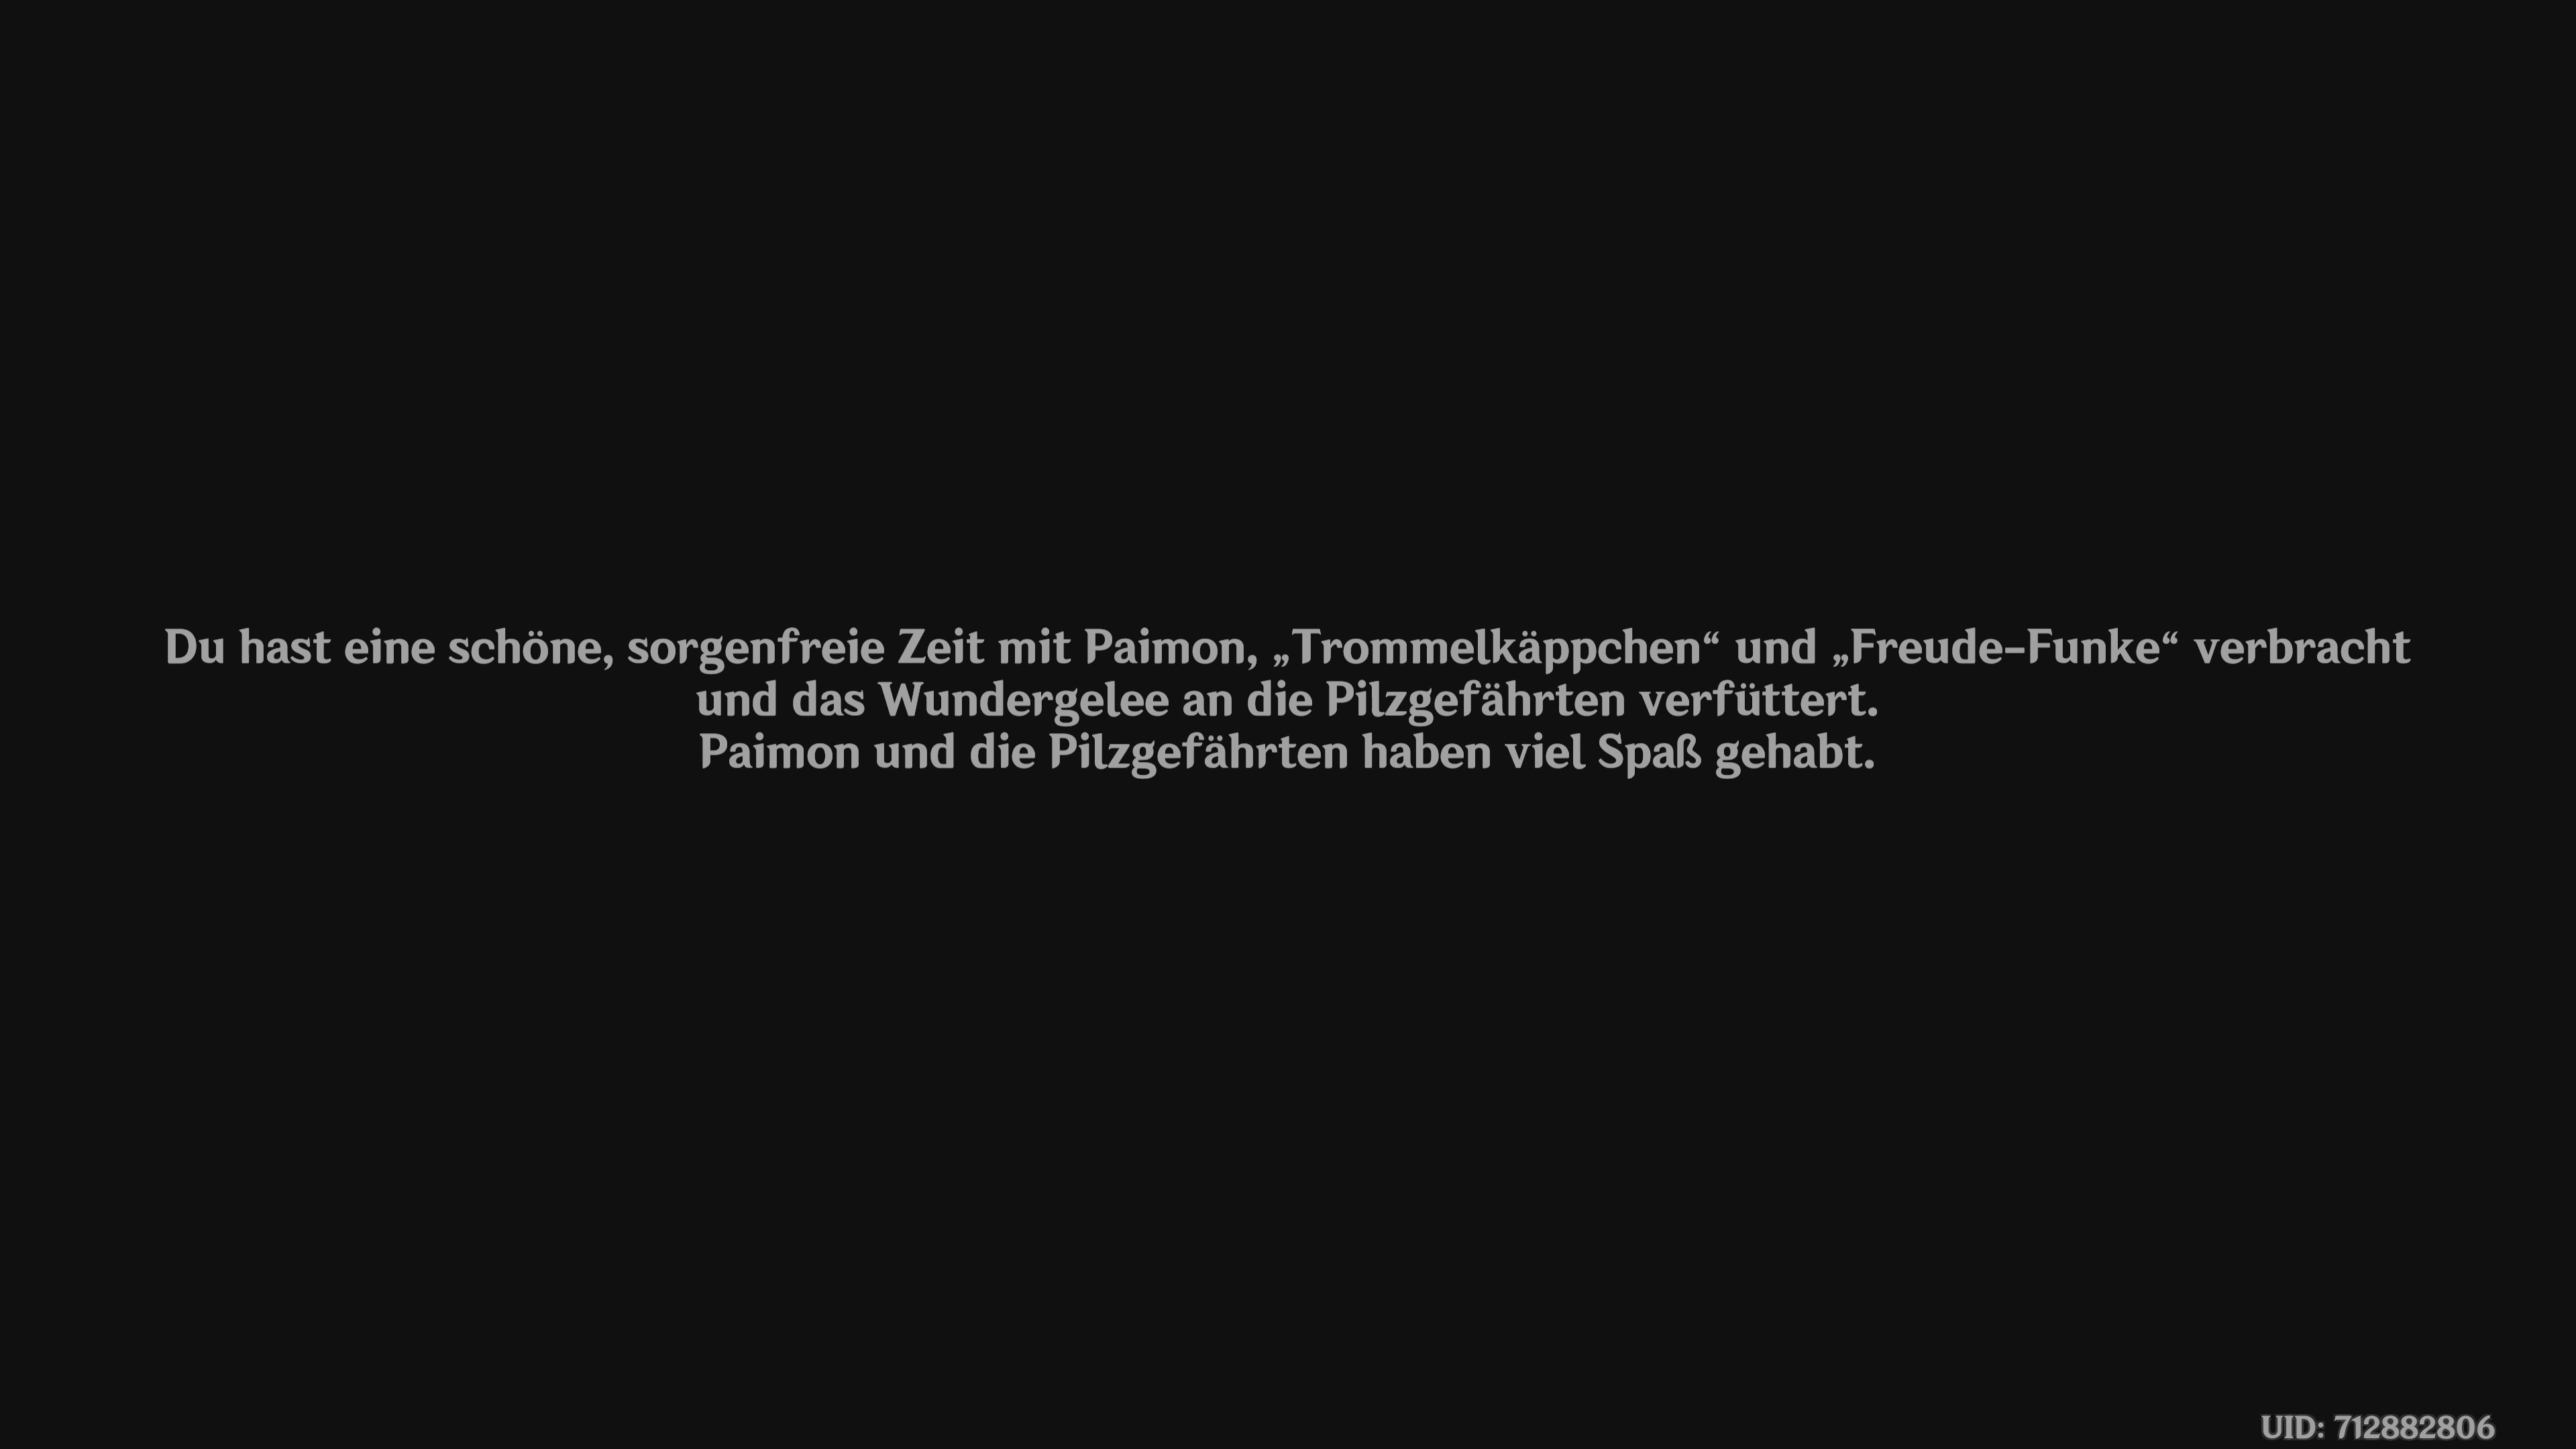 Du hast eine schöne, sorgenfreie Zeit mit Paimon, „Trommelkäppchen“ und „Freude-Funke“ verbracht
und das Wundergelee an die Pilzgefährten verfüttert.
Paimon und die Pilzgefährten haben viel Spaß gehabt.
UID: 712882806